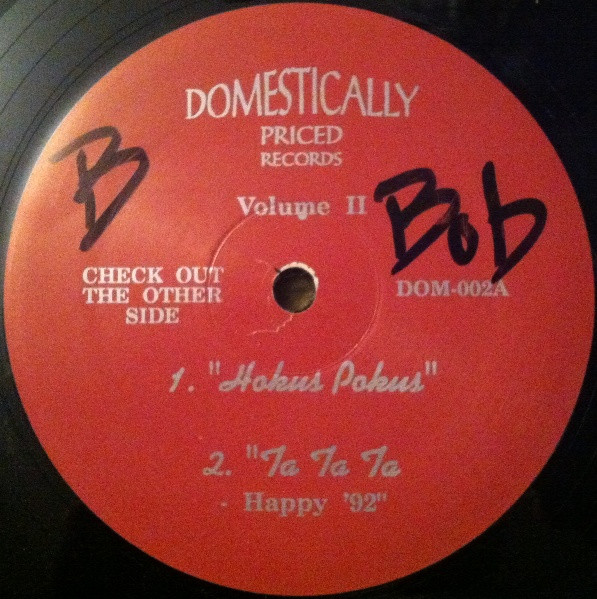 DOMESTICALLY
PRICED
RECORDS
B
Volume II
Bob
CHECK OUT
THE OTHER
SIDE
DOM-002A
1. "Hokus Pokus"
2. "Ta Ta Ta
- Happy '92"